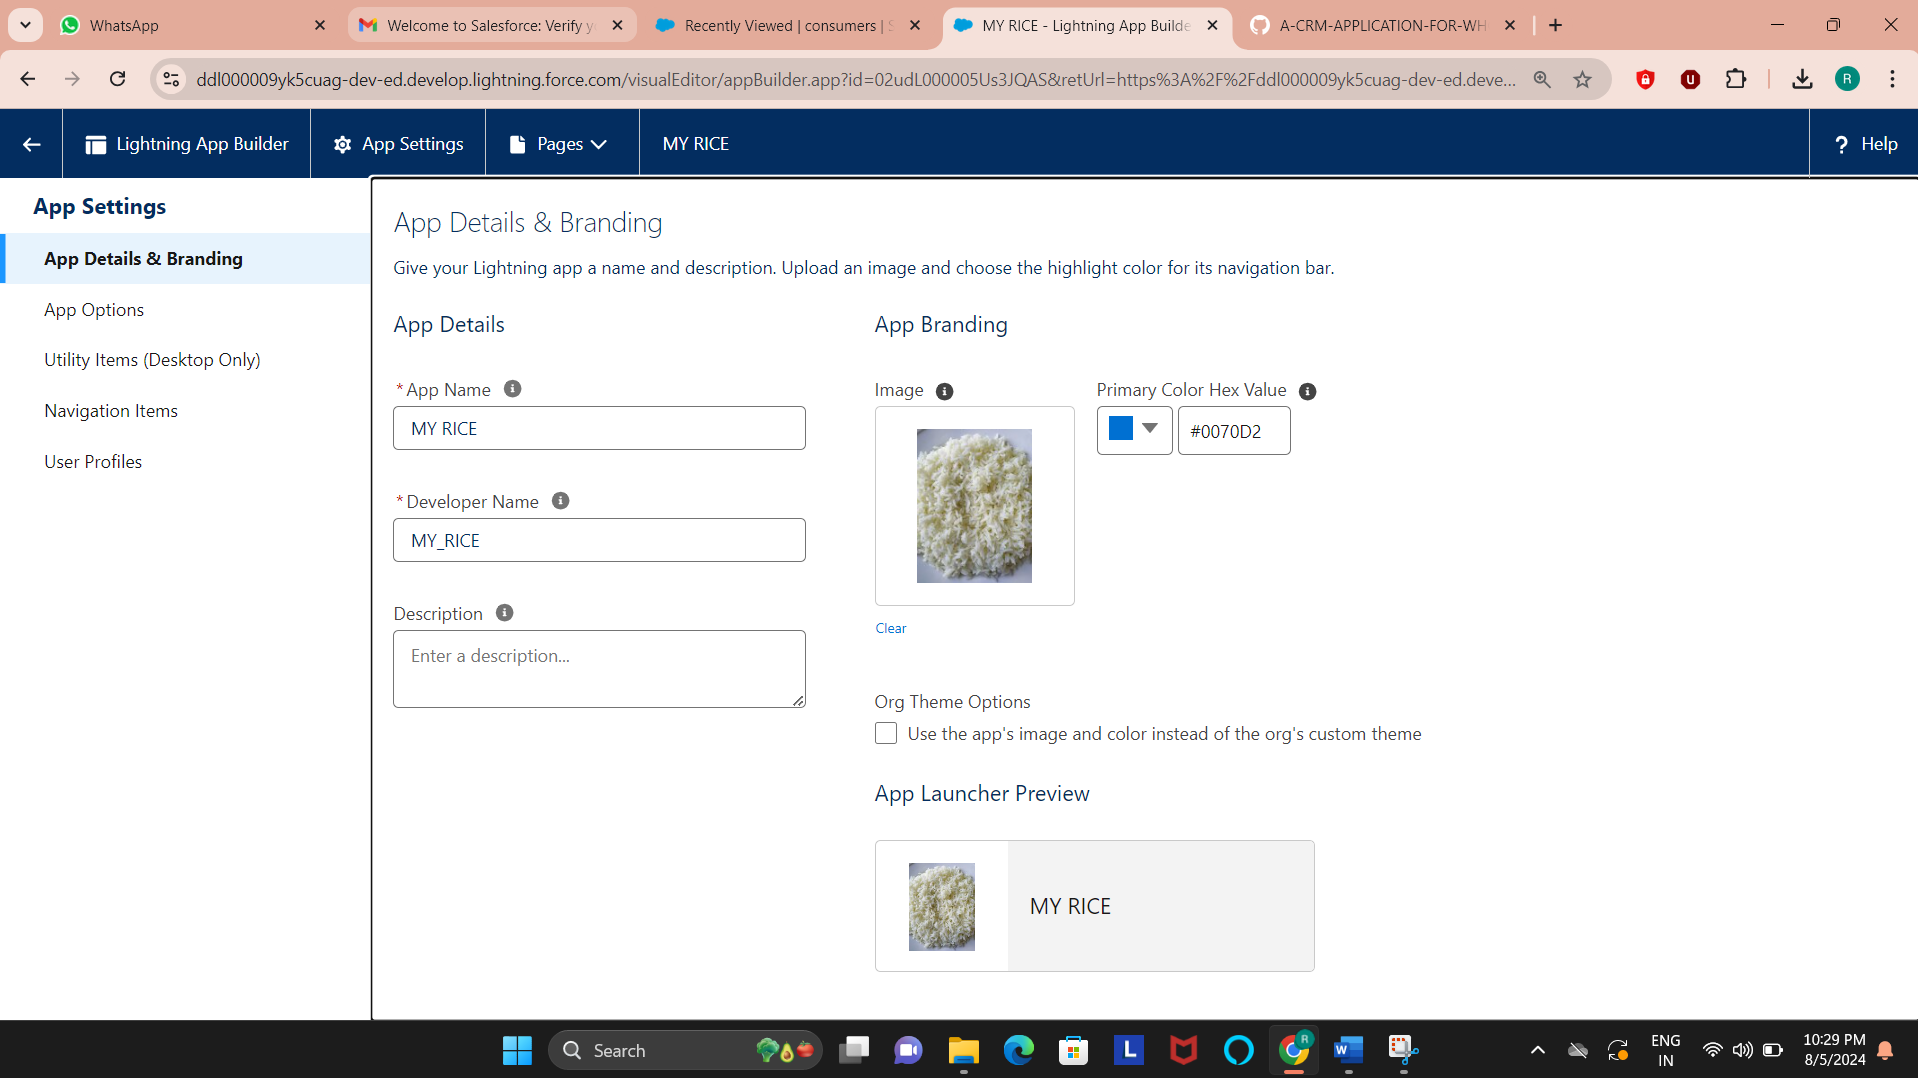 WhatsApp
Welcome to Salesforce: Verify y
Recently Viewed | consumers | S
MY RICE - Lightning App Builde
A-CRM-APPLICATION-FOR-WH
ddl000009yk5cuag-dev-ed.develop.lightning.force.com/visualEditor/appBuilder.app?id=02udL000005Us3JQAS&retUrl=https%3A%2F%2Fddl000009yk5cuag-dev-ed.deve...
R
Lightning App Builder
App Settings
Pages
MY RICE
? Help
App Settings
App Details & Branding
App Options
Utility Items (Desktop Only)
Navigation Items
User Profiles
App Details & Branding
Give your Lightning app a name and description. Upload an image and choose the highlight color for its navigation bar.
App Details
*App Name
MY RICE
*Developer Name
MY_RICE
Description
Enter a description...
App Branding
Image
Primary Color Hex Value
#0070D2
Clear
Org Theme Options
Use the app's image and color instead of the org's custom theme
App Launcher Preview
MY RICE
Search
L
R
W
ENG
IN
10:29 PM
8/5/2024